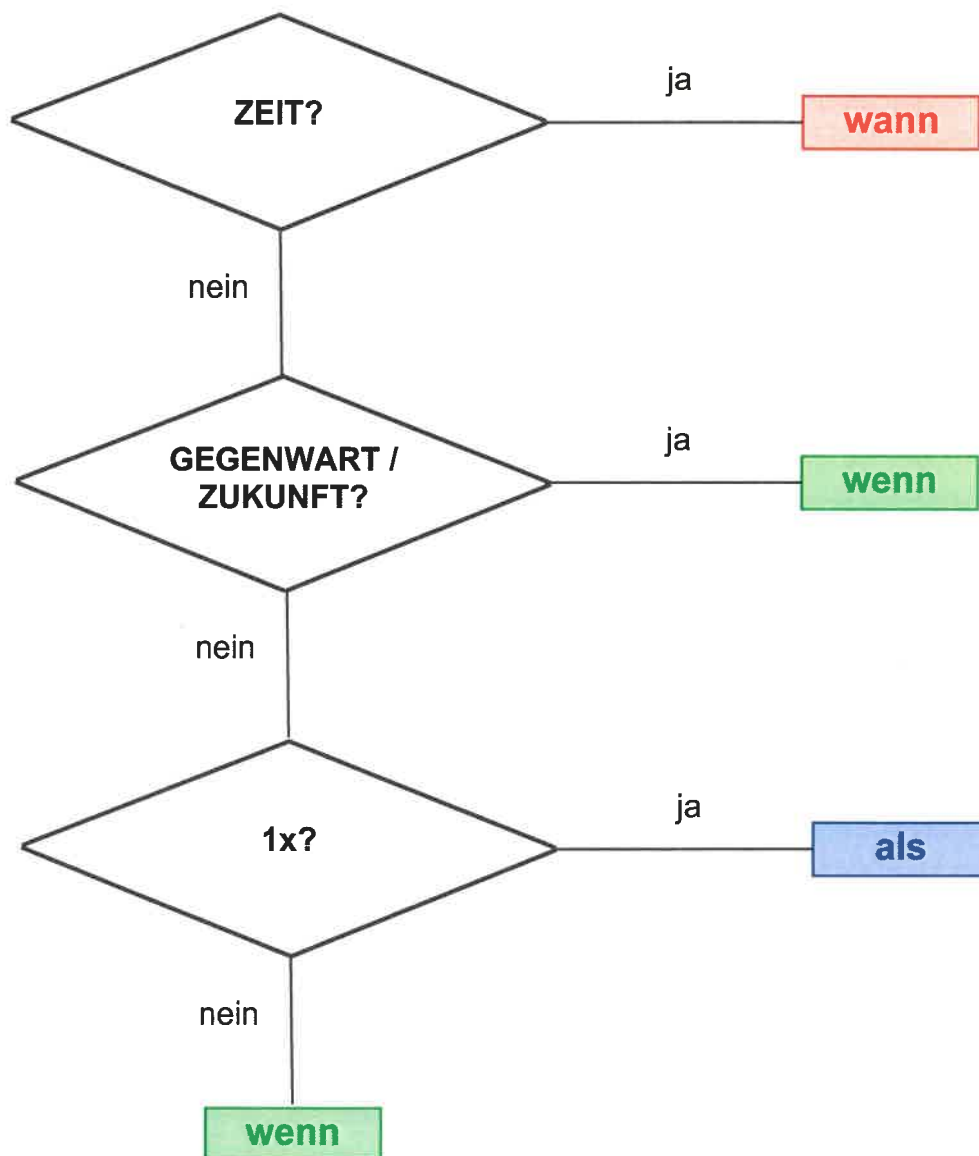 ZEIT?
ja
wann
nein
GEGENWART /
ZUKUNFT?
ja
wenn
nein
1x?
ja
als
nein
wenn